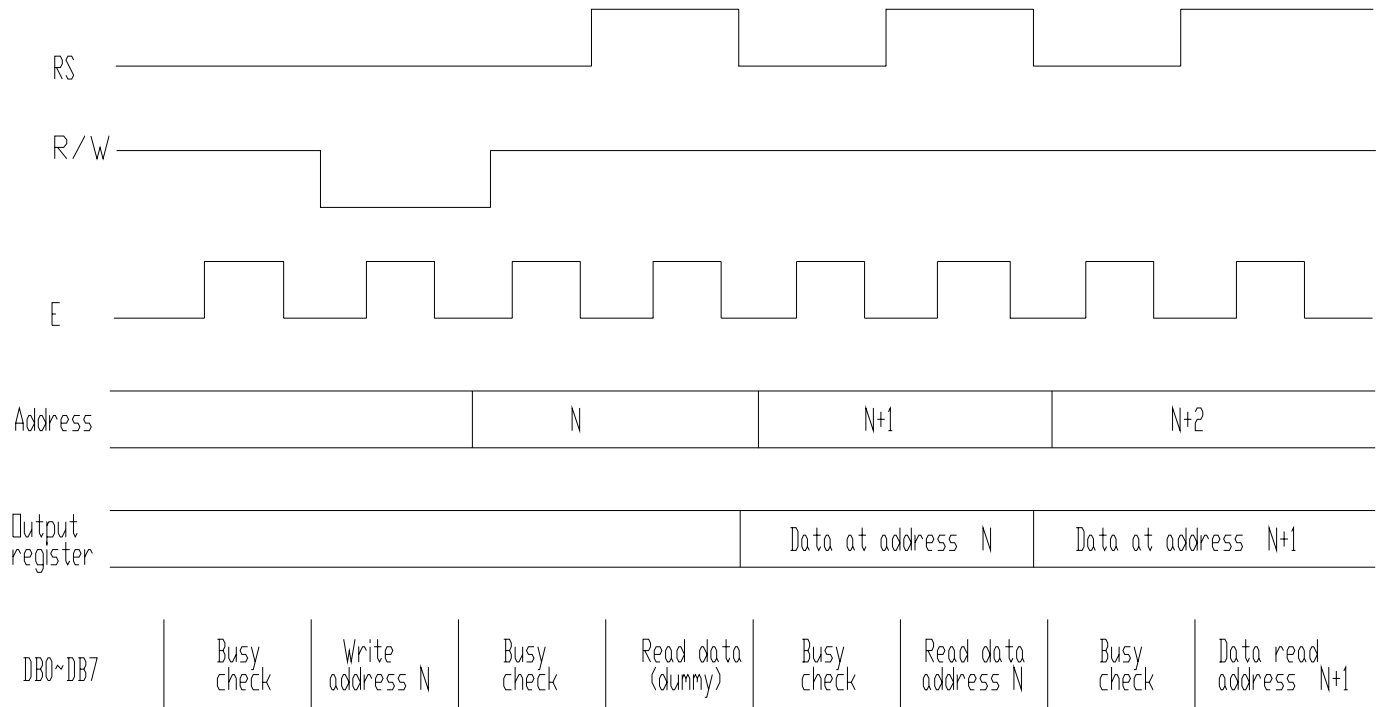 RS
R/W
E
Address
N
N+1
N+2
Output
register
Data at address N
Data at address N+1
DB0~DB7
Busy
check
Write
address N
Busy
check
Read data
(dummy)
Busy
check
Read data
address N
Busy
check
Data read
address N+1